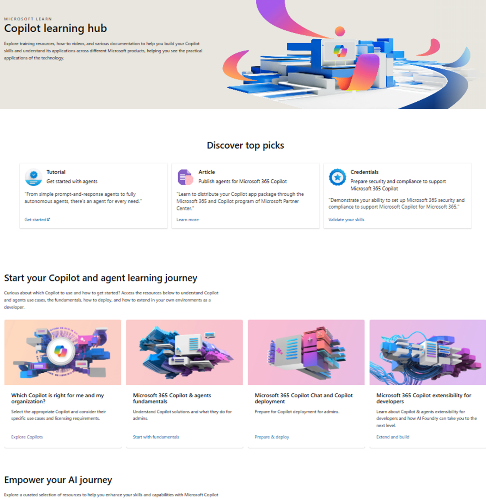 MICROSOFT LEARN
Copilot learning hub
Explore training resources, how-to videos, and various documentation to help you build your Copilot
skills and understand its applications across different Microsoft products, helping you see the practical
applications of the technology.
Discover top picks
Tutorial
Get started with agents
"From simple prompt-and-response agents to fully
autonomous agents, there's an agent for every need."
Get started
Article
Publish agents for Microsoft 365 Copilot
"Learn to distribute your Copilot app package through the
Microsoft 365 and Copilot program of Microsoft Partner
Center."
Learn more
Credentials
Prepare security and compliance to support
Microsoft 365 Copilot
"Demonstrate your ability to set up Microsoft 365 security and
compliance to support Microsoft Copilot for Microsoft 365."
Validate your skills
Start your Copilot and agent learning journey
Curious about which Copilot to use and how to get started? Access the resources below to understand Copilot
and agents use cases, the fundamentals, how to deploy, and how to extend in your own environments as a
developer.
Which Copilot is right for me and my
organization?
Select the appropriate Copilot and consider their
specific use cases and licensing requirements.
Explore Copilots
Microsoft 365 Copilot & agents
fundamentals
Understand Copilot solutions and what they do for
admins.
Start with fundamentals
Microsoft 365 Chat and Copilot
deployment
Prepare for Copilot deployment for admins.
Prepare & deploy
Microsoft 365 Copilot extensibility for
developers
Learn about Copilot & agents extensibility for
developers and how AI Foundry can take you to the
next level.
Extend and build
Empower your AI journey
Explore a curated selection of resources to help you enhance your skills and capabilities with Microsoft Copilot